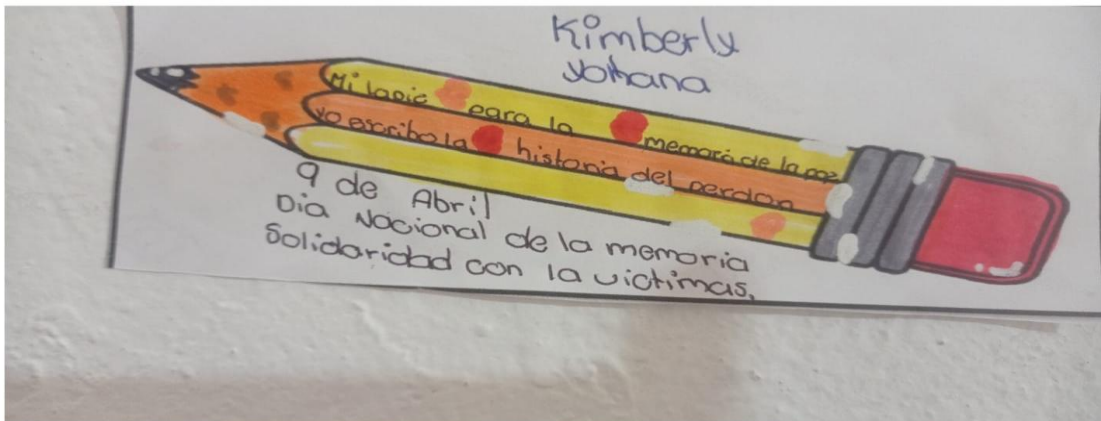 Kimberly
Yohana
Mi lapic para la memoria de la paz
yo escribo la historia del perdon
9 de Abril
Dia Nacional de la memoria
Solidaridad con la victimas.